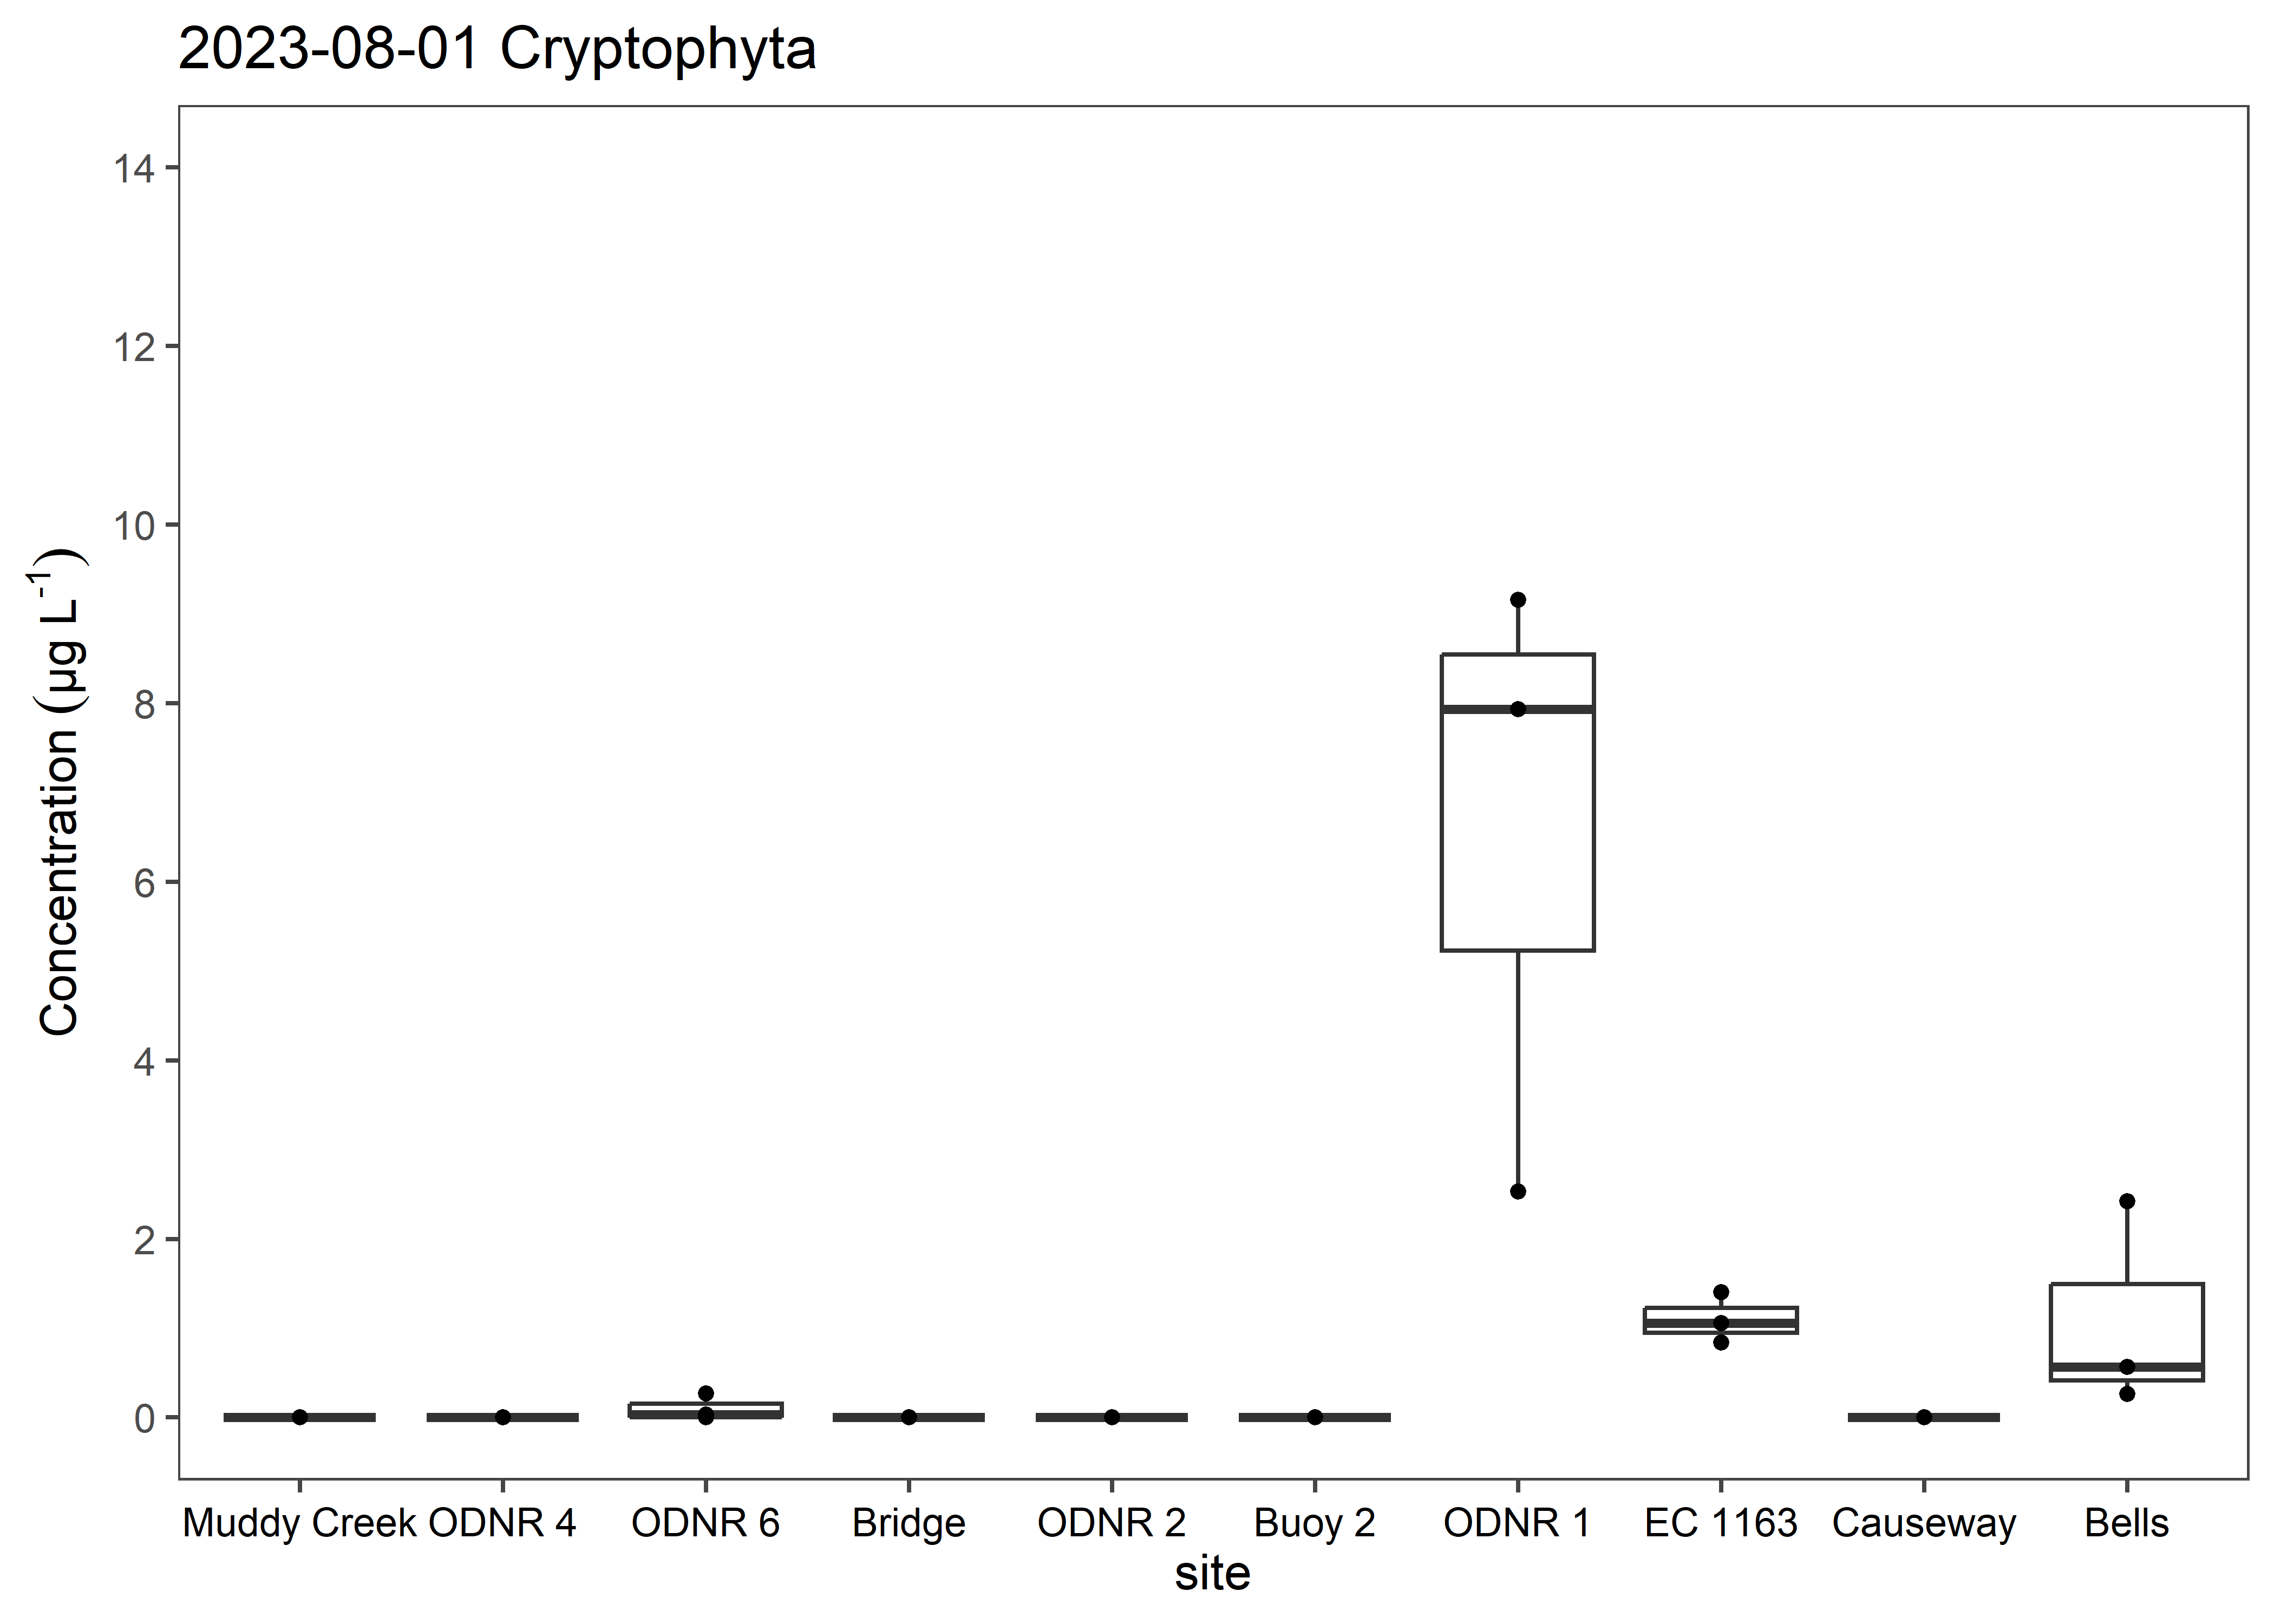 2023-08-01 Cryptophyta
Concentration (µg L⁻¹)
14
12
10
8
6
4
2
0
Muddy Creek ODNR 4 ODNR 6 Bridge ODNR 2 Buoy 2 ODNR 1 EC 1163 Causeway Bells
site